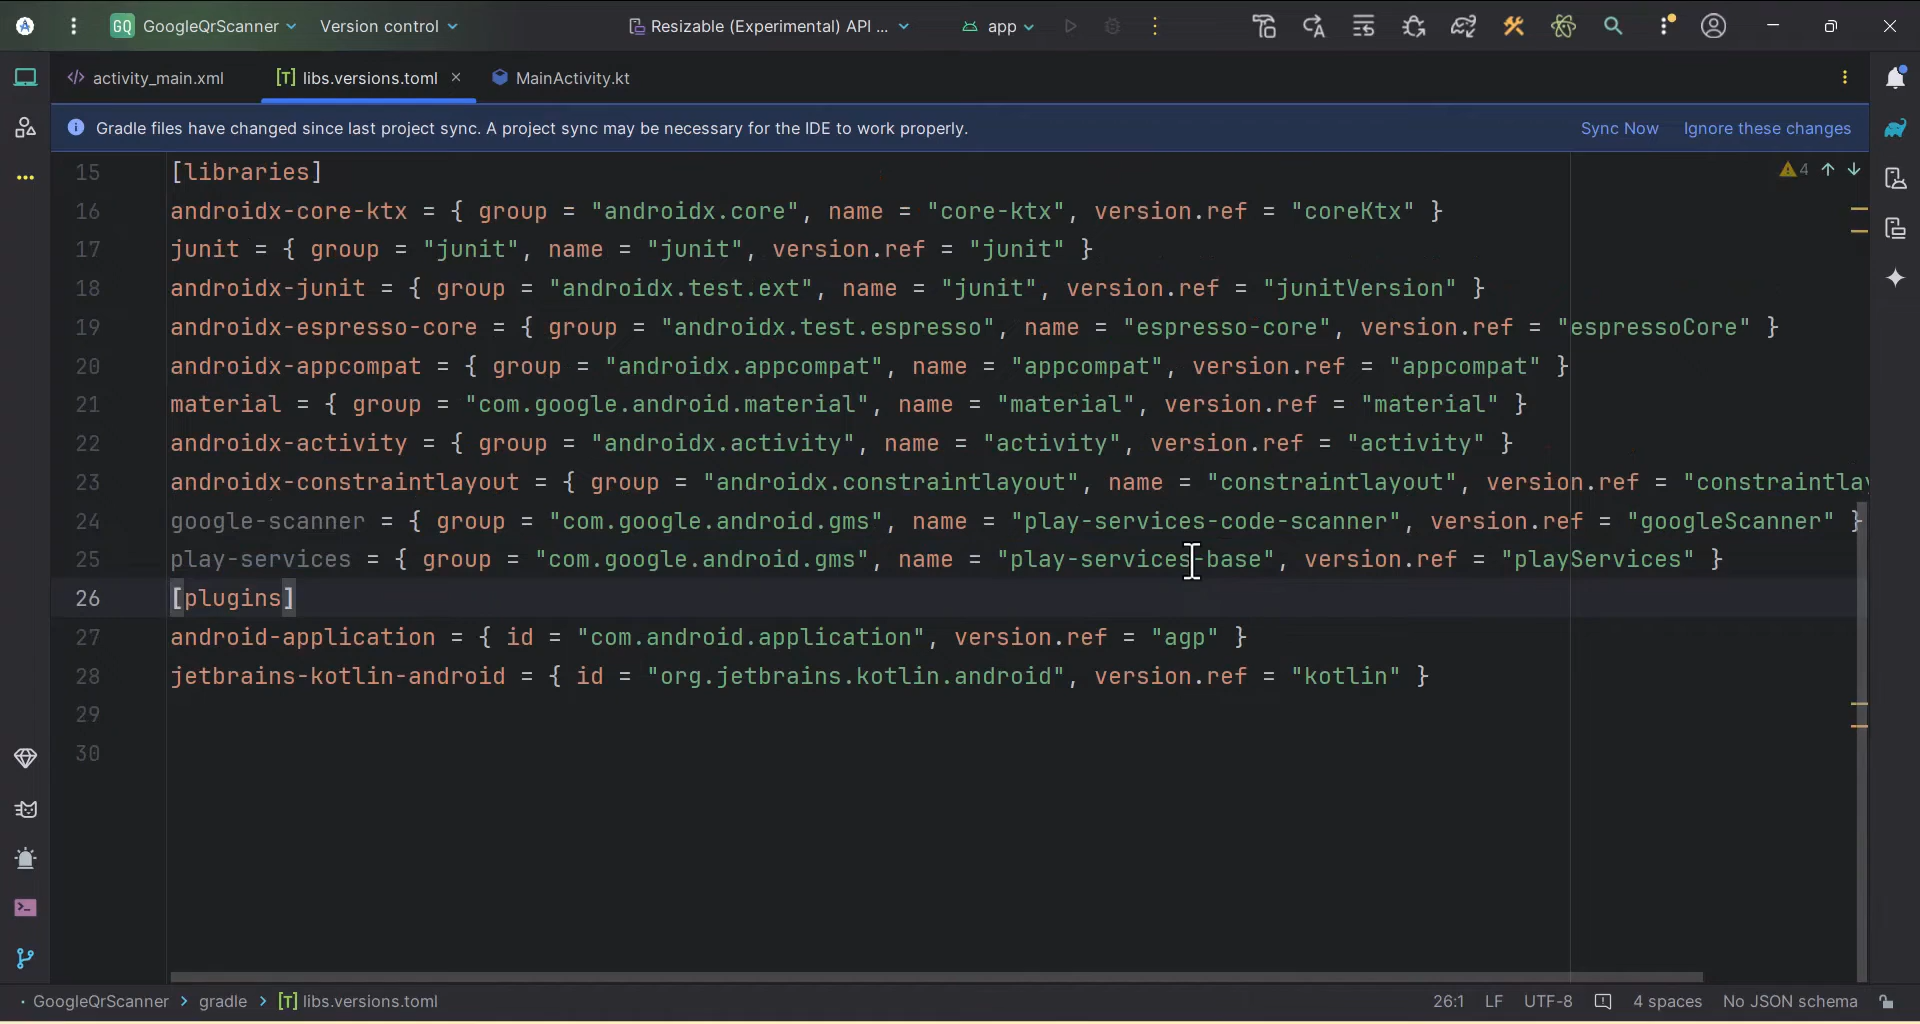 GQ GoogleQrScanner Version control Resizable (Experimental) API ... app
activity_main.xml [T] libs.versions.toml MainActivity.kt
Gradle files have changed since last project sync. A project sync may be necessary for the IDE to work properly. Sync Now Ignore these changes
15 [libraries] 4
16 androidx-core-ktx = { group = "androidx.core", name = "core-ktx", version.ref = "coreKtx" }
17 junit = { group = "junit", name = "junit", version.ref = "junit" }
18 androidx-junit = { group = "androidx.test.ext", name = "junit", version.ref = "junitVersion" }
19 androidx-espresso-core = { group = "androidx.test.espresso", name = "espresso-core", version.ref = "espressoCore" }
20 androidx-appcompat = { group = "androidx.appcompat", name = "appcompat", version.ref = "appcompat" }
21 material = { group = "com.google.android.material", name = "material", version.ref = "material" }
22 androidx-activity = { group = "androidx.activity", name = "activity", version.ref = "activity" }
23 androidx-constraintlayout = { group = "androidx.constraintlayout", name = "constraintlayout", version.ref = "constraintlay
24 google-scanner = { group = "com.google.android.gms", name = "play-services-code-scanner", version.ref = "googleScanner" }
25 play-services = { group = "com.google.android.gms", name = "play-services-base", version.ref = "playServices" }
26 [plugins]
27 android-application = { id = "com.android.application", version.ref = "agp" }
28 jetbrains-kotlin-android = { id = "org.jetbrains.kotlin.android", version.ref = "kotlin" }
29
30
GoogleQrScanner > gradle > [T] libs.versions.toml 26:1 LF UTF-8 4 spaces No JSON schema